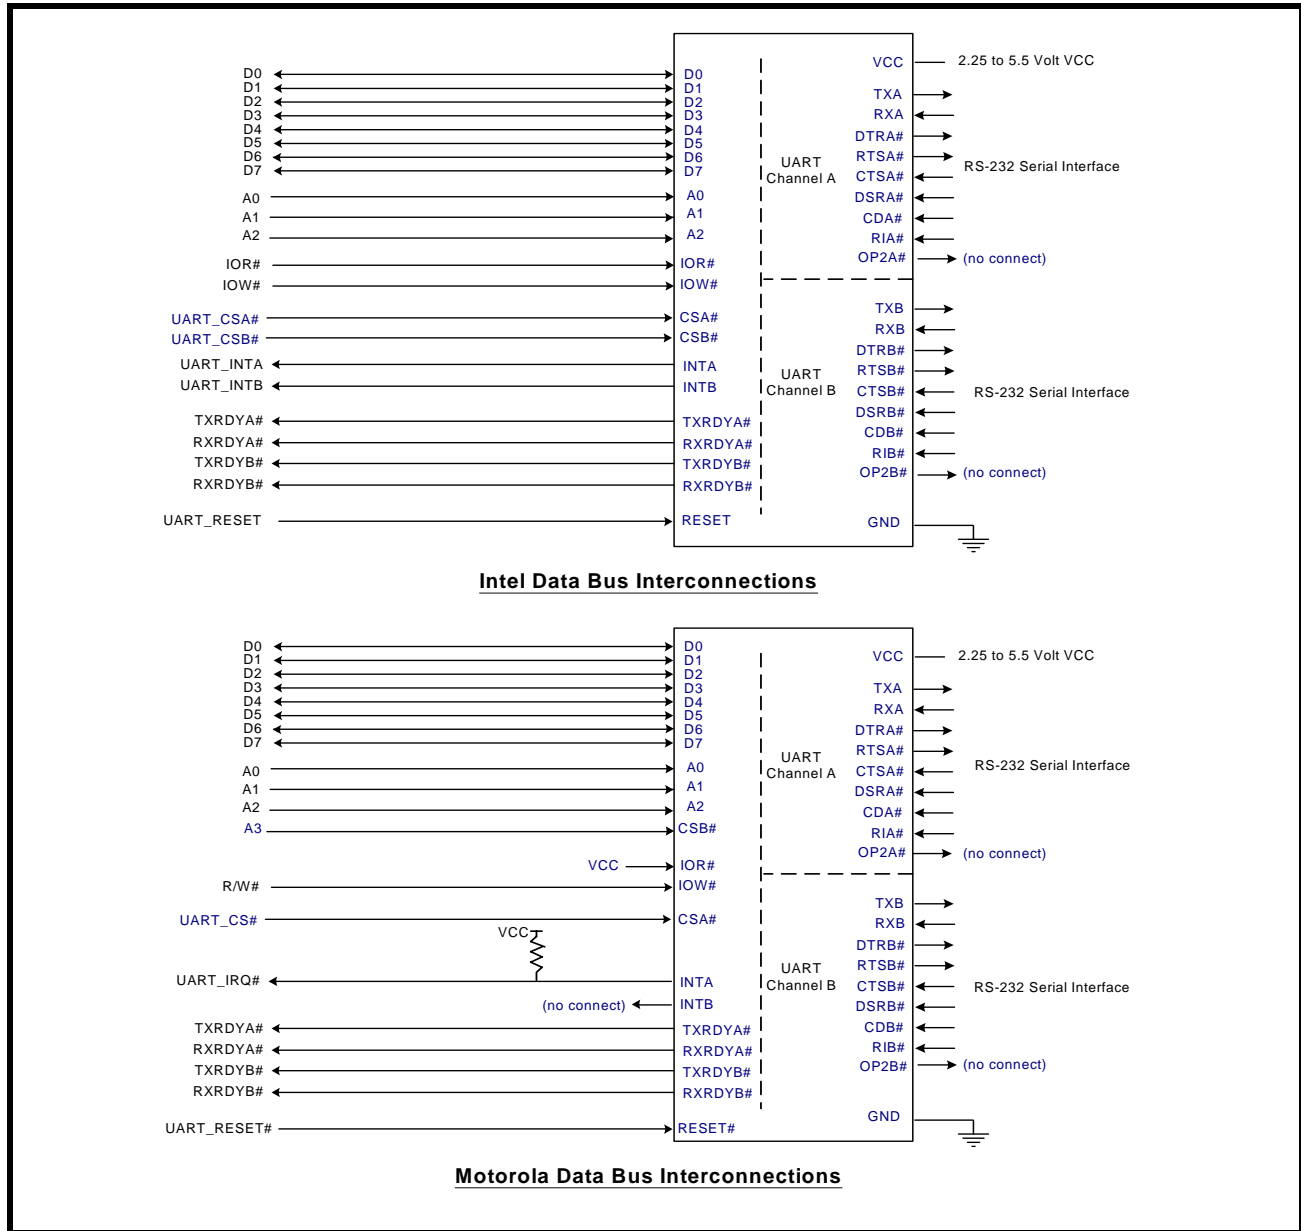 VCC 2.25 to 5.5 Volt VCC
D0 D0
D1 D1
D2 D2
D3 D3
D4 D4
D5 D5
D6 D6
D7 D7
TXA
RXA
DTRA#
RTSA#
CTSA#
DSRA#
CDA#
RIA#
OP2A# (no connect)
RS-232 Serial Interface
UART
Channel A
A0 A0
A1 A1
A2 A2
IOR# IOR#
IOW# IOW#
UART_CSA# CSA#
UART_CSB# CSB#
UART_INTA INTA
UART_INTB INTB
TXRDYA# TXRDYA#
RXRDYA# RXRDYA#
TXRDYB# TXRDYB#
RXRDYB# RXRDYB#
UART_RESET RESET
UART
Channel B
TXB
RXB
DTRB#
RTSB#
CTSB# RS-232 Serial Interface
DSRB#
CDB#
RIB#
OP2B# (no connect)
GND
Intel Data Bus Interconnections
VCC 2.25 to 5.5 Volt VCC
D0 D0
D1 D1
D2 D2
D3 D3
D4 D4
D5 D5
D6 D6
D7 D7
TXA
RXA
DTRA#
RTSA#
CTSA#
DSRA#
CDA#
RIA#
OP2A# (no connect)
RS-232 Serial Interface
UART
Channel A
A0 A0
A1 A1
A2 A2
A3 CSB#
VCC IOR#
R/W# IOW#
UART_CS# CSA#
VCC
UART_IRQ# INTA
(no connect) INTB
TXRDYA# TXRDYA#
RXRDYA# RXRDYA#
TXRDYB# TXRDYB#
RXRDYB# RXRDYB#
UART_RESET# RESET#
UART
Channel B
TXB
RXB
DTRB#
RTSB#
CTSB# RS-232 Serial Interface
DSRB#
CDB#
RIB#
OP2B# (no connect)
GND
Motorola Data Bus Interconnections